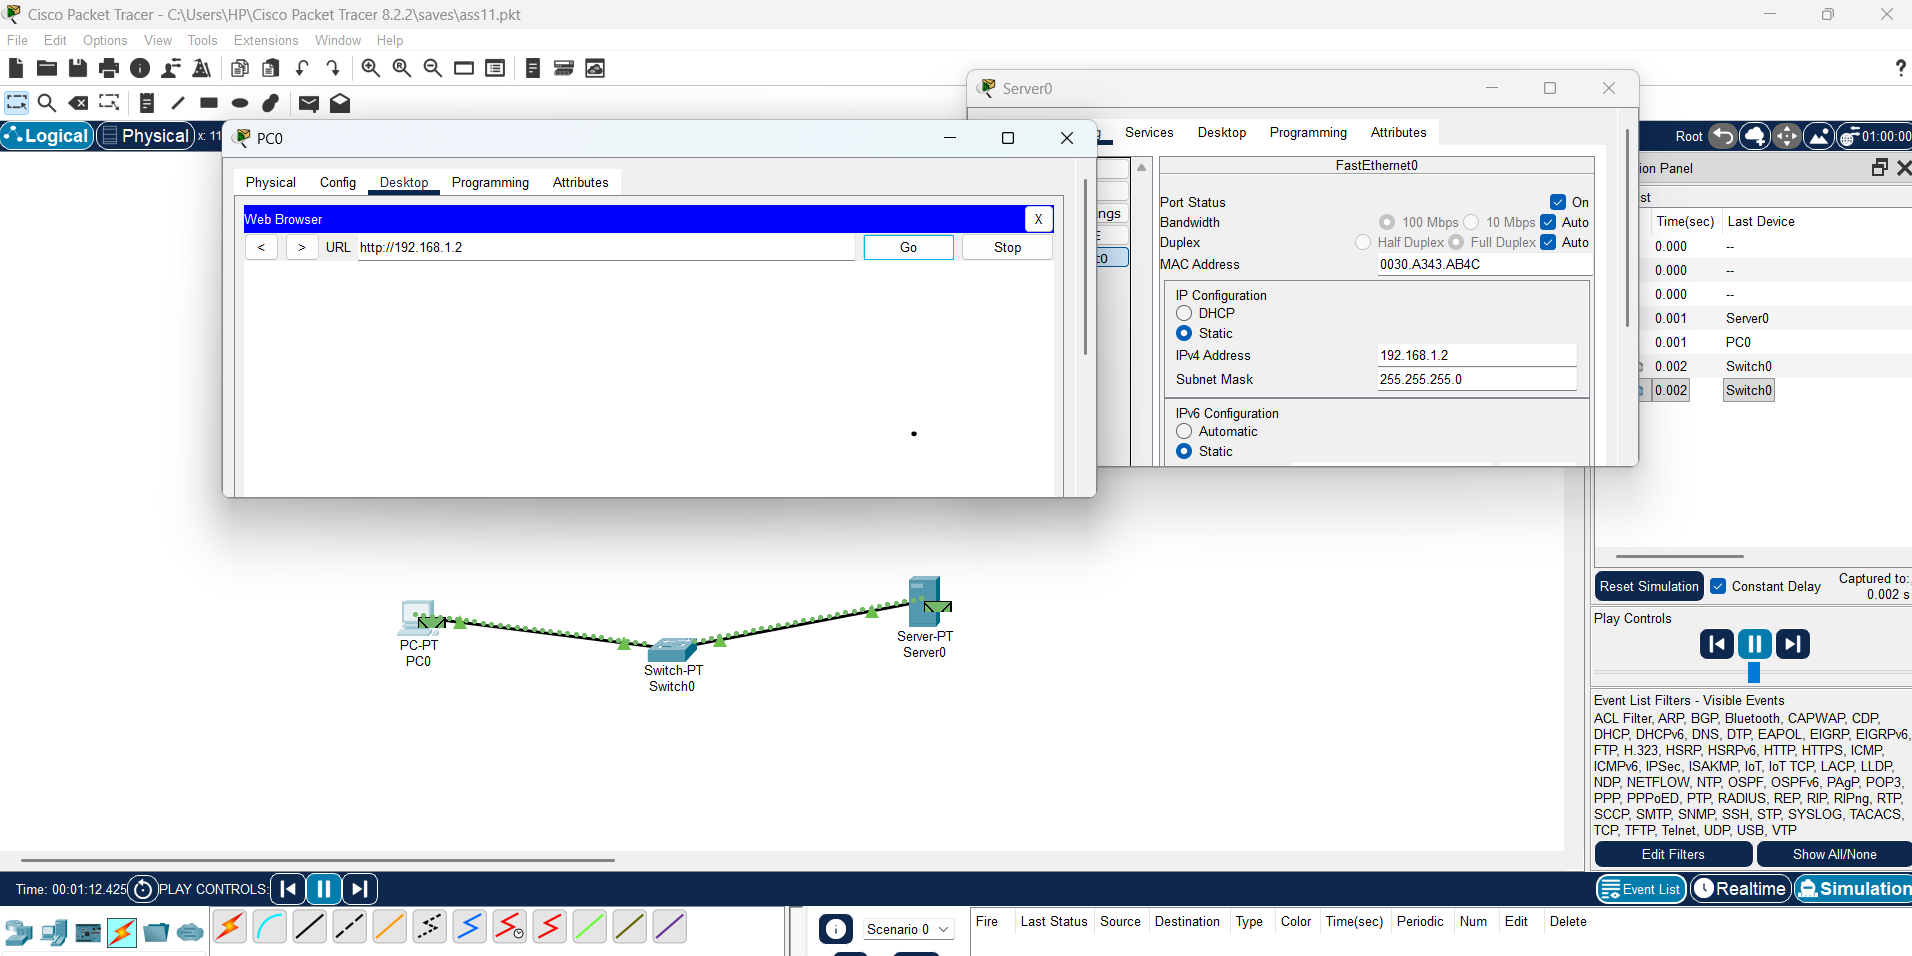 Cisco Packet Tracer - C:\Users\HP\Cisco Packet Tracer 8.2.2\saves\ass11.pkt
File Edit Options View Tools Extensions Window Help
?
Logical Physical x: 11
Root 01:00:00
Server0
Services Desktop Programming Attributes
ngs
FastEthernet0
Port Status On
Bandwidth 100 Mbps 10 Mbps Auto
Duplex Half Duplex Full Duplex Auto
MAC Address 0030.A343.AB4C
IP Configuration
DHCP
Static
IPv4 Address 192.168.1.2
Subnet Mask 255.255.255.0
IPv6 Configuration
Automatic
Static
PC0
Physical Config Desktop Programming Attributes
Web Browser X
< > URL http://192.168.1.2 Go Stop
ion Panel
st
Time(sec) Last Device
0.000 --
0.000 --
0.000 --
0.001 Server0
0.001 PC0
0.002 Switch0
0.002 Switch0
PC-PT
PC0
Switch-PT
Switch0
Server-PT
Server0
Reset Simulation Constant Delay Captured to:
0.002 s
Play Controls
Event List Filters - Visible Events
ACL Filter, ARP, BGP, Bluetooth, CAPWAP, CDP,
DHCP, DHCPv6, DNS, DTP, EAPOL, EIGRP, EIGRPv6,
FTP, H.323, HSRP, HSRPv6, HTTP, HTTPS, ICMP,
ICMPv6, IPSec, ISAKMP, IoT, IoT TCP, LACP, LLDP,
NDP, NETFLOW, NTP, OSPF, OSPFv6, PAgP, POP3,
PPP, PPPoED, PTP, RADIUS, REP, RIP, RIPng, RTP,
SCCP, SMTP, SNMP, SSH, STP, SYSLOG, TACACS,
TCP, TFTP, Telnet, UDP, USB, VTP
Edit Filters Show All/None
Time: 00:01:12.425 PLAY CONTROLS:
Event List Realtime Simulation
Scenario 0
Fire Last Status Source Destination Type Color Time(sec) Periodic Num Edit Delete